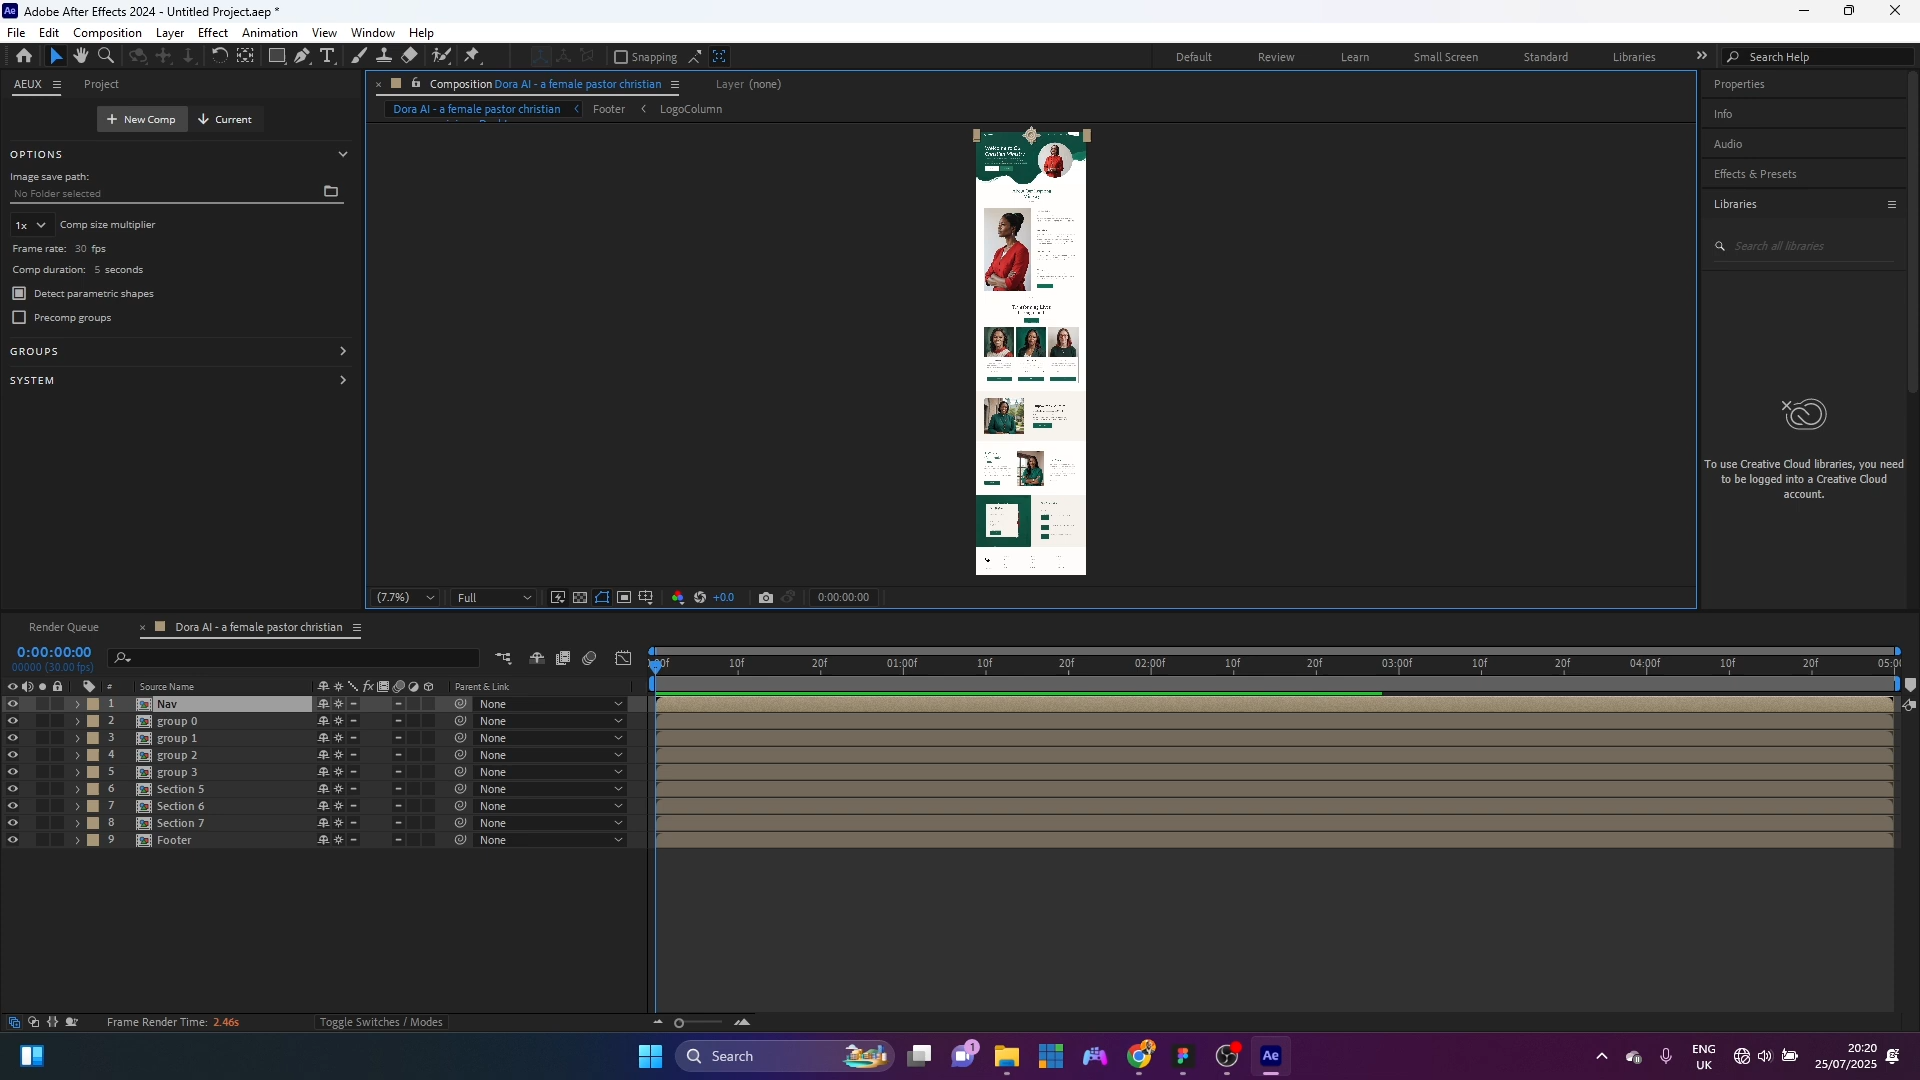 Adobe After Effects 2024 - Untitled Project.aep *
File Edit Composition Layer Effect Animation View Window Help
Snapping
Default Review Learn Small Screen Standard Libraries
Search Help
AEUX
Project
New Comp
Current
OPTIONS
Image save path:
No Folder selected
1x Comp size multiplier
Frame rate: 30 fps
Comp duration: 5 seconds
Detect parametric shapes
Precomp groups
GROUPS
SYSTEM
Composition Dora AI - a female pastor christian
Layer (none)
Dora AI - a female pastor christian
Footer
LogoColumn
Christian Ministry
(7.7%)
Full
+0.0
0:00:00:00
Properties
Info
Audio
Effects & Presets
Libraries
Search all libraries
To use Creative Cloud libraries, you need
to be logged into a Creative Cloud
account.
Render Queue
Dora AI - a female pastor christian
0:00:00:00
00000 (30.00 fps)
10f 20f 01:00f 10f 20f 02:00f 10f 20f 03:00f 10f 20f 04:00f 10f 20f
# Source Name Parent & Link
1 Nav None
2 group 0 None
3 group 1 None
4 group 2 None
5 group 3 None
6 Section 5 None
7 Section 6 None
8 Section 7 None
9 Footer None
Frame Render Time: 2.46s
Toggle Switches / Modes
Search
1
Ae
ENG
UK
20:20
25/07/2025